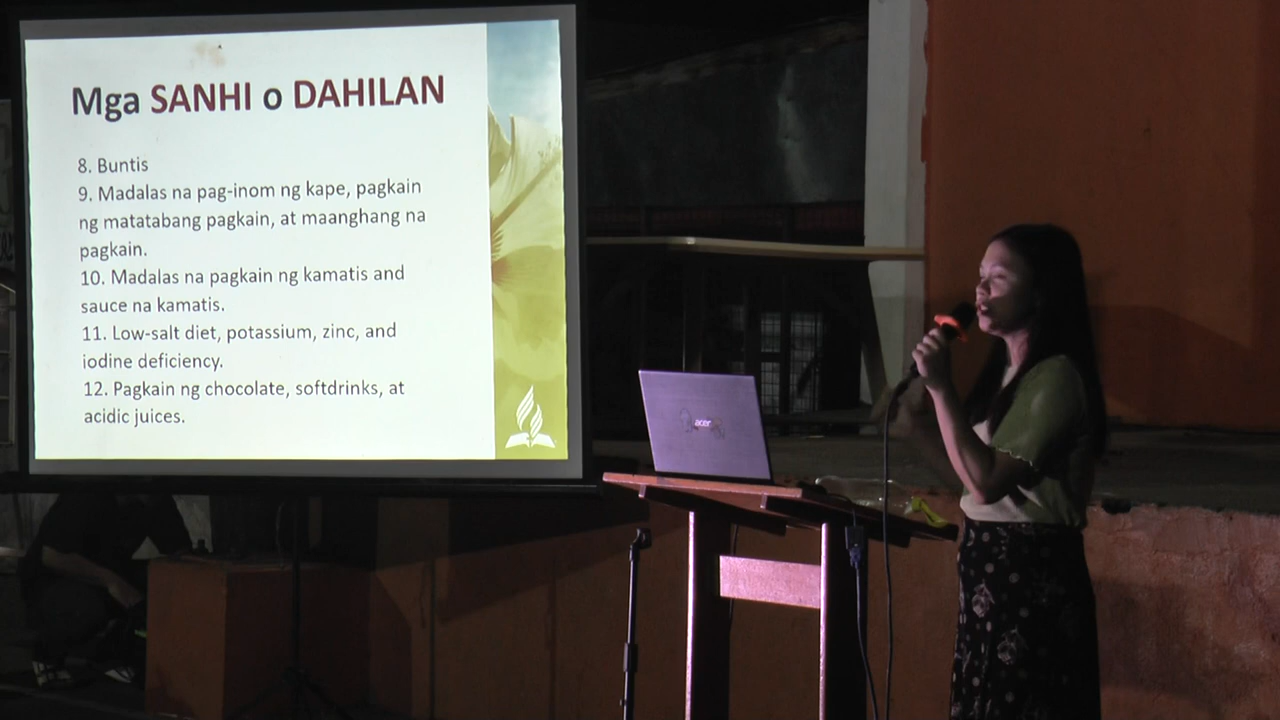 Mga SANHI o DAHILAN
8. Buntis
9. Madalas na pag-inom ng kape, pagkain
ng matatabang pagkain, at maanghang na
pagkain.
10. Madalas na pagkain ng kamatis and
sauce na kamatis.
11. Low-salt diet, potassium, zinc, and
iodine deficiency.
12. Pagkain ng chocolate, softdrinks, at
acidic juices.
acer